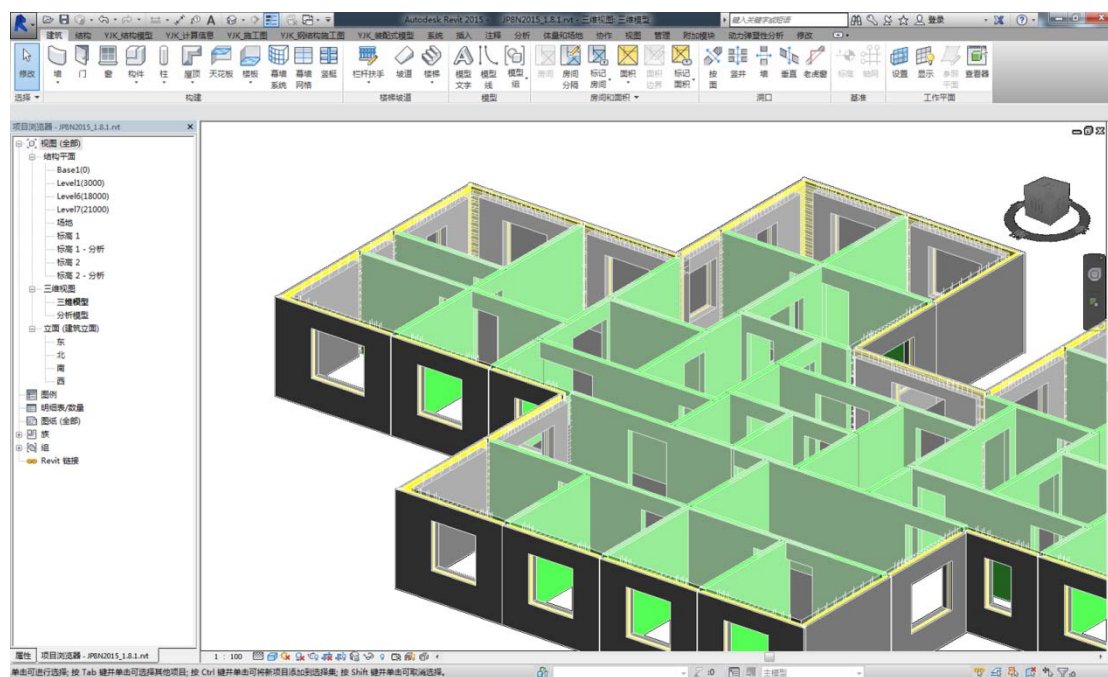 Autodesk Revit 2015 - JPBN2015_1.8.1.rvt - 三维视图: 三维模型
键入关键字或短语
登录
建筑 结构 YJK_结构模型 YJK_计算信息 YJK_施工图 YJK_钢结构施工图 YJK_装配式模型 系统 插入 注释 分析 体量和场地 协作 视图 管理 附加模块 动力弹塑性分析 修改
修改 墙 门 窗 构件 柱 屋顶 天花板 楼板 幕墙系统 幕墙网格 竖梃 栏杆扶手 坡道 楼梯 模型文字 模型线 模型组 房间 房间分隔 标记房间 面积 面积边界 标记面积 按面 竖井 墙 垂直 老虎窗 标高 轴网 设置 显示 参照平面 查看器
选择 构建 楼梯坡道 模型 房间和面积 洞口 基准 工作平面
项目浏览器 - JPBN2015_1.8.1.rvt
视图 (全部)
结构平面
Base1(0)
Level1(3000)
Level6(18000)
Level7(21000)
场地
标高 1
标高 1 - 分析
标高 2
标高 2 - 分析
三维视图
三维模型
分析模型
立面 (建筑立面)
东
北
南
西
图例
明细表/数量
图纸 (全部)
族
组
Revit 链接
属性 项目浏览器 - JPBN2015_1.8.1.rvt
1 : 100
单击可进行选择; 按 Tab 键并单击可选择其他项目; 按 Ctrl 键并单击可将新项目添加到选择集; 按 Shift 键并单击可取消选择。
:0
主模型
:0